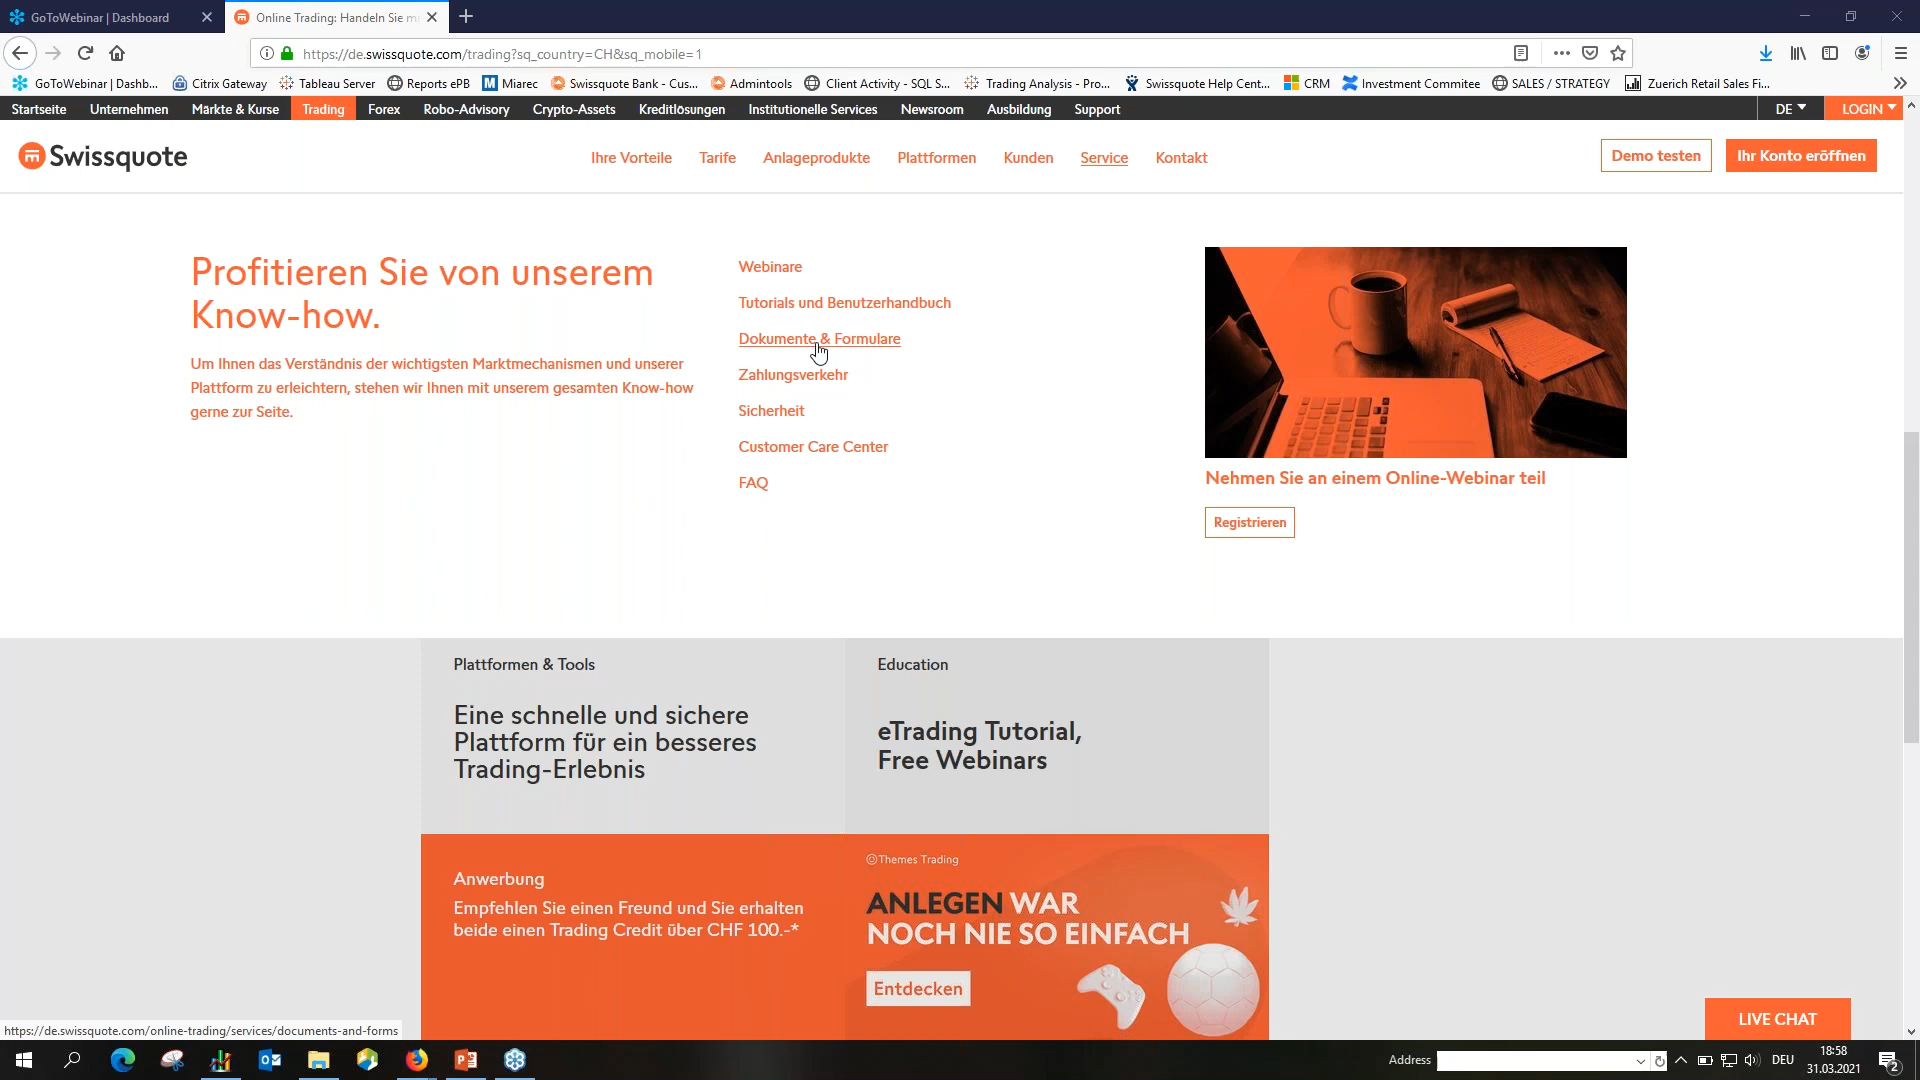 GoToWebinar | Dashboard
Online Trading: Handeln Sie m
https://de.swissquote.com/trading?sq_country=CH&sq_mobile=1
GoToWebinar | Dashb... Citrix Gateway Tableau Server Reports ePB Miarec Swissquote Bank - Cus... Admintools Client Activity - SQL S... Trading Analysis - Pro... Swissquote Help Cent... CRM Investment Commitee SALES / STRATEGY Zuerich Retail Sales Fi...
Startseite Unternehmen Märkte & Kurse Trading Forex Robo-Advisory Crypto-Assets Kreditlösungen Institutionelle Services Newsroom Ausbildung Support DE LOGIN
Swissquote
Ihre Vorteile Tarife Anlageprodukte Plattformen Kunden Service Kontakt
Demo testen
Ihr Konto eröffnen
Profitieren Sie von unserem
Know-how.
Um Ihnen das Verständnis der wichtigsten Marktmechanismen und unserer
Plattform zu erleichtern, stehen wir Ihnen mit unserem gesamten Know-how
gerne zur Seite.
Webinare
Tutorials und Benutzerhandbuch
Dokumente & Formulare
Zahlungsverkehr
Sicherheit
Customer Care Center
FAQ
Nehmen Sie an einem Online-Webinar teil
Registrieren
Plattformen & Tools
Eine schnelle und sichere
Plattform für ein besseres
Trading-Erlebnis
Education
eTrading Tutorial,
Free Webinars
Anwerbung
Empfehlen Sie einen Freund und Sie erhalten
beide einen Trading Credit über CHF 100.-*
Themes Trading
ANLEGEN WAR
NOCH NIE SO EINFACH
Entdecken
LIVE CHAT
https://de.swissquote.com/online-trading/services/documents-and-forms
Address
DEU
18:58
31.03.2021
2